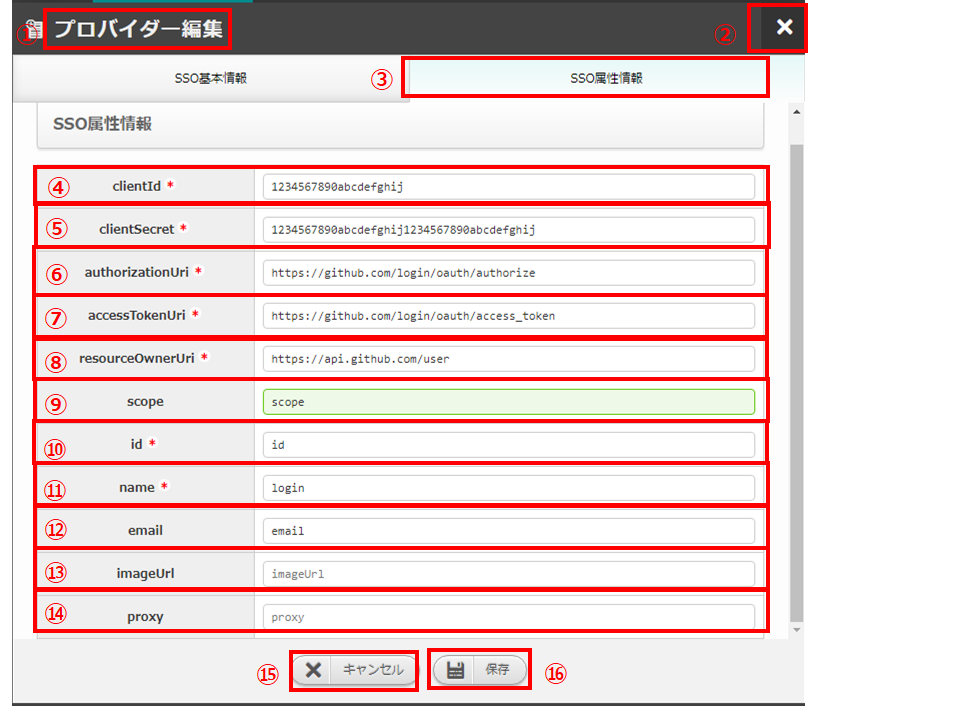 ① プロバイダー編集 ② ×
SSO基本情報 ③ SSO属性情報
SSO属性情報
④ clientId * 1234567890abcdefghij
⑤ clientSecret * 1234567890abcdefghij1234567890abcdefghij
⑥ authorizationUri * https://github.com/login/oauth/authorize
⑦ accessTokenUri * https://github.com/login/oauth/access_token
⑧ resourceOwnerUri * https://api.github.com/user
⑨ scope scope
⑩ id * id
⑪ name * login
⑫ email email
⑬ imageUrl imageUrl
⑭ proxy proxy
⑮ キャンセル 保存 ⑯